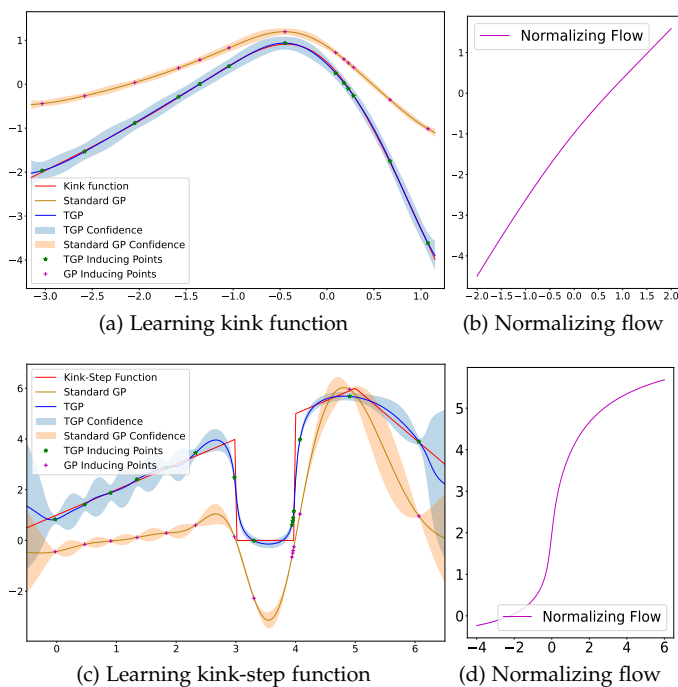 1
0
−1
−2
−3
−4
Kink function
Standard GP
TGP
TGP Confidence
Standard GP Confidence
TGP Inducing Points
GP Inducing Points
−3.0 −2.5 −2.0 −1.5 −1.0 −0.5 0.0 0.5 1.0
(a) Learning kink function
1
0
−1
−2
−3
−4
Normalizing Flow
−2.0 −1.5 −1.0 −0.5 0.0 0.5 1.0 1.5 2.0
(b) Normalizing flow
6
4
2
0
−2
Kink-Step Function
Standard GP
TGP
TGP Confidence
Standard GP Confidence
TGP Inducing Points
GP Inducing Points
0 1 2 3 4 5 6
(c) Learning kink-step function
5
4
3
2
1
0
Normalizing Flow
−4 −2 0 2 4 6
(d) Normalizing flow